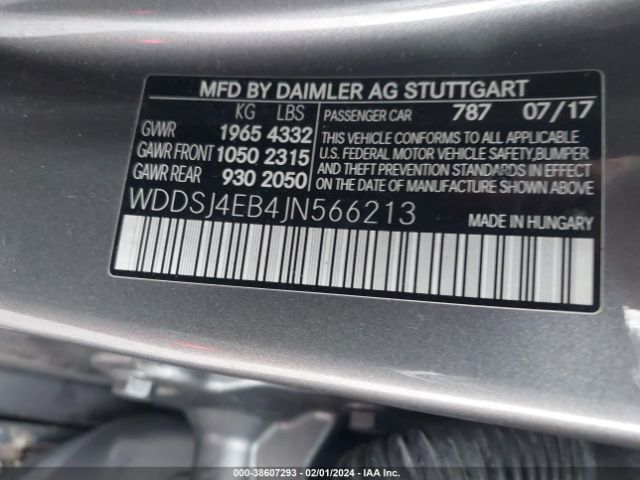 MFD BY DAIMLER AG STUTTGART
KG LBS
GVWR 1965 4332
GAWR FRONT 1050 2315
GAWR REAR 930 2050
PASSENGER CAR 787 07/17
THIS VEHICLE CONFORMS TO ALL APPLICABLE
U.S. FEDERAL MOTOR VEHICLE SAFETY,BUMPER
AND THEFT PREVENTION STANDARDS IN EFFECT
ON THE DATE OF MANUFACTURE SHOWN ABOVE.
WDDSJ4EB4JN566213
MADE IN HUNGARY
000-38607293 - 02/01/2024 - IAA Inc.